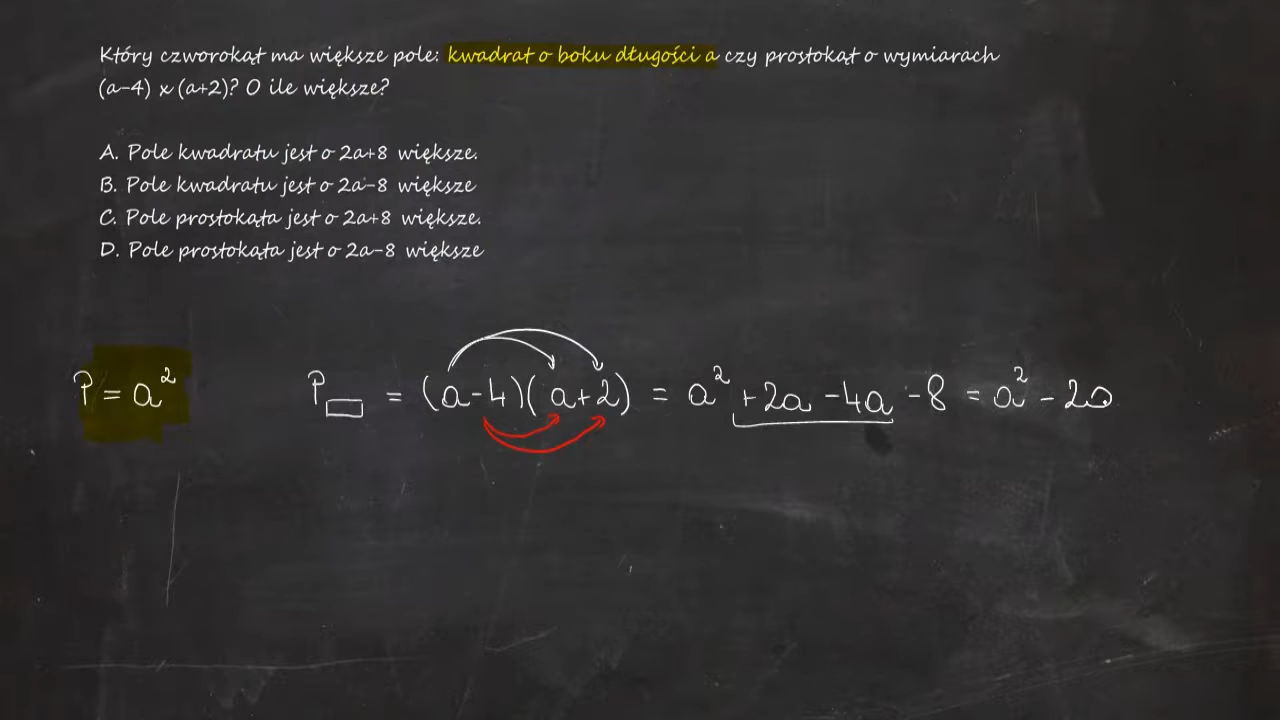 Który czworokąt ma większe pole: kwadrat o boku długości a czy prostokąt o wymiarach
(a-4) x (a+2)? O ile większe?
A. Pole kwadratu jest o 2a+8 większe.
B. Pole kwadratu jest o 2a-8 większe
C. Pole prostokąta jest o 2a+8 większe.
D. Pole prostokąta jest o 2a-8 większe
P = a²
P▭ = (a-4)(a+2) = a² +2a -4a -8 = a² - 2a